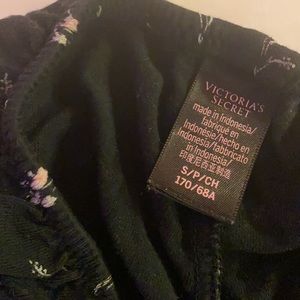 VICTORIA'S
SECRET
made in Indonesia/
fabriqué en
Indonésie/hecho en
Indonesia/fabbricato
in Indonesia/
印度尼西亚制造
S/P/CH
170/68A